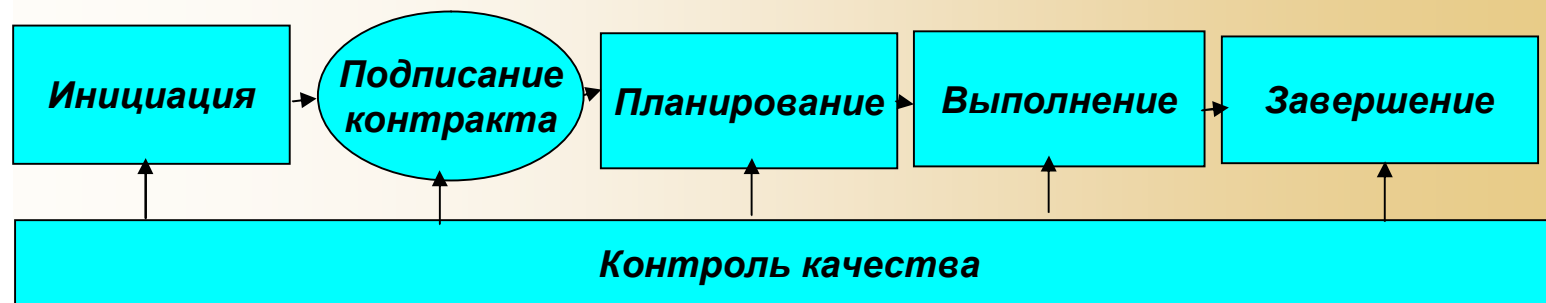 Инициация
Подписание
контракта
Планирование
Выполнение
Завершение
Контроль качества